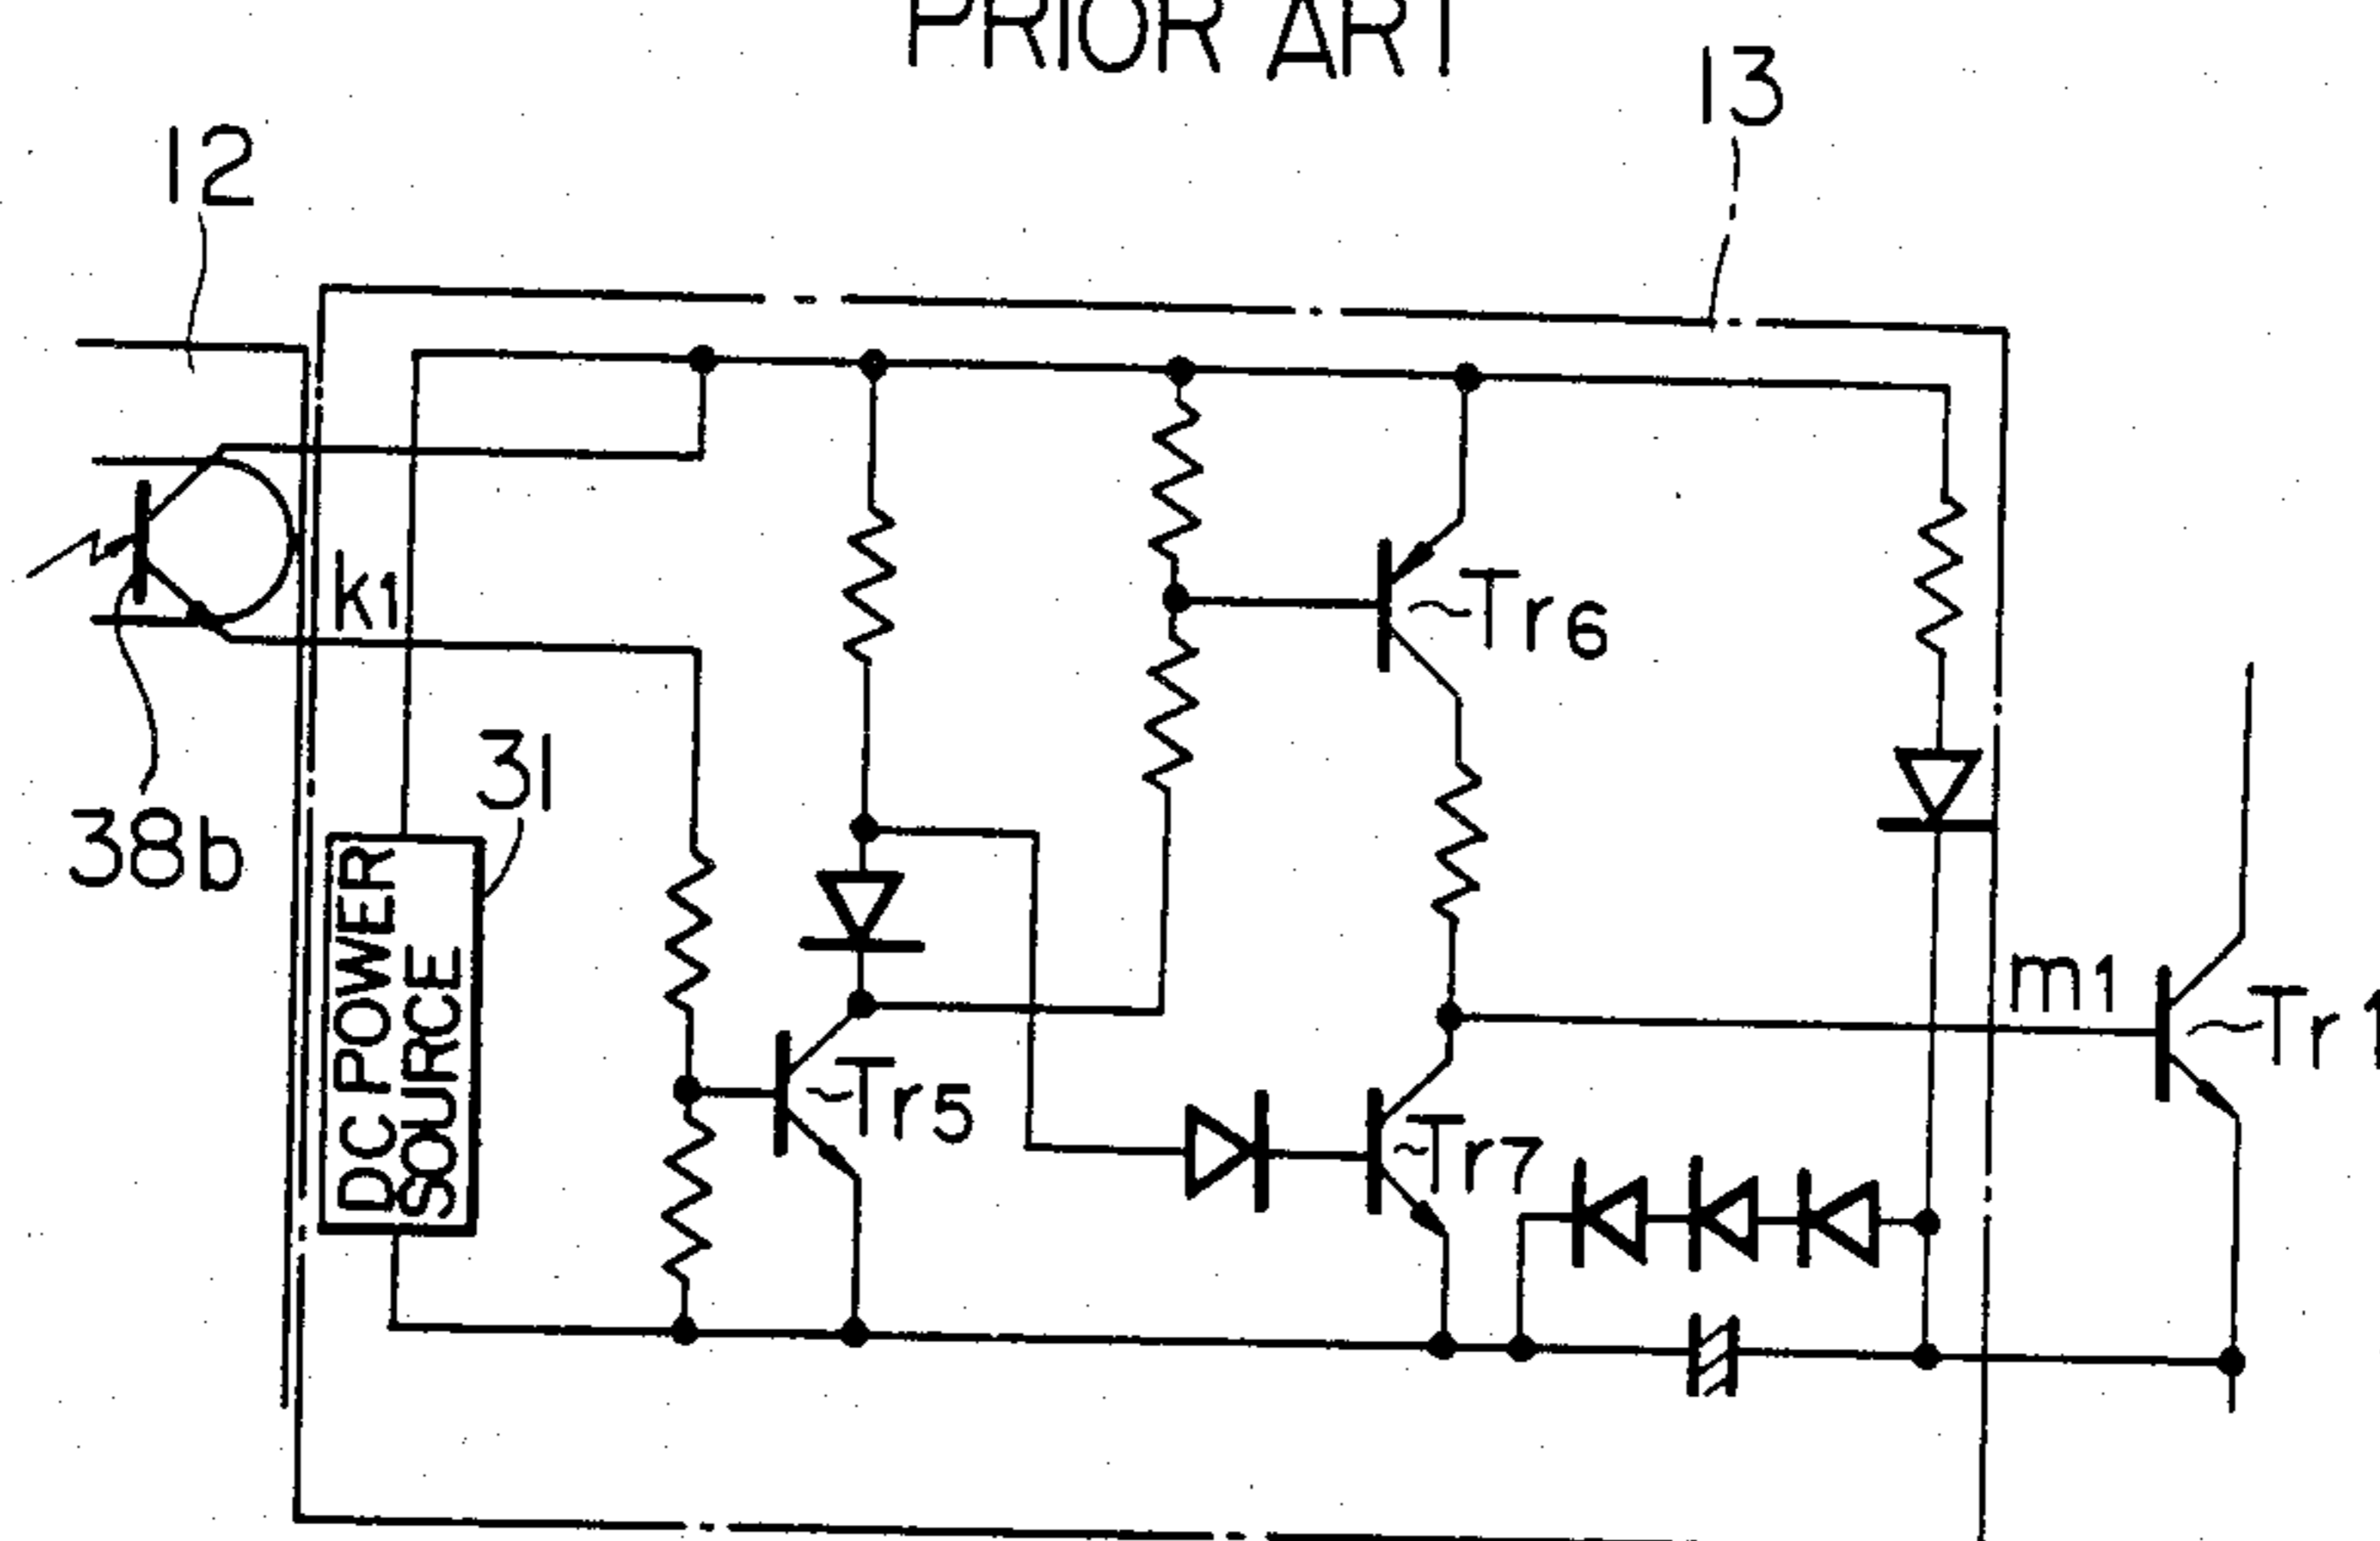 PRIOR ART
13
12
k1
Tr6
31
38b
DC POWER
SOURCE
m1
Tr1
Tr5
Tr7